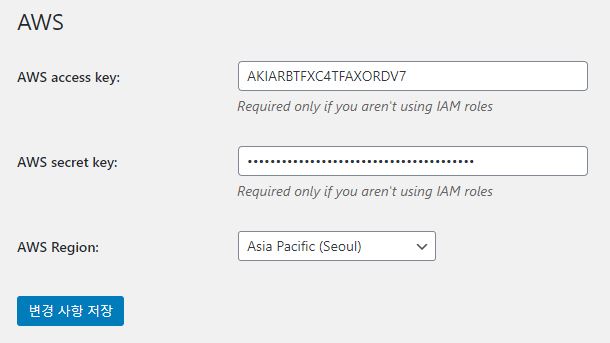 AWS
AWS access key:
AKIARBTFXC4TFAXORDV7
Required only if you aren't using IAM roles
AWS secret key:
••••••••••••••••••••••••••••••••••••••••
Required only if you aren't using IAM roles
AWS Region:
Asia Pacific (Seoul)
변경 사항 저장